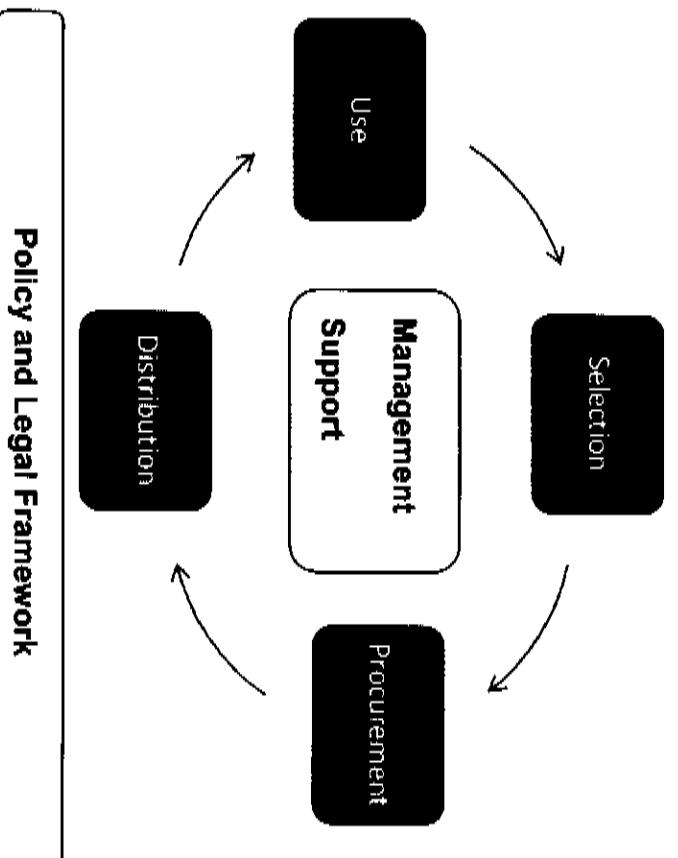 Selection
Use
Management
Support
Procurement
Distribution
Policy and Legal Framework